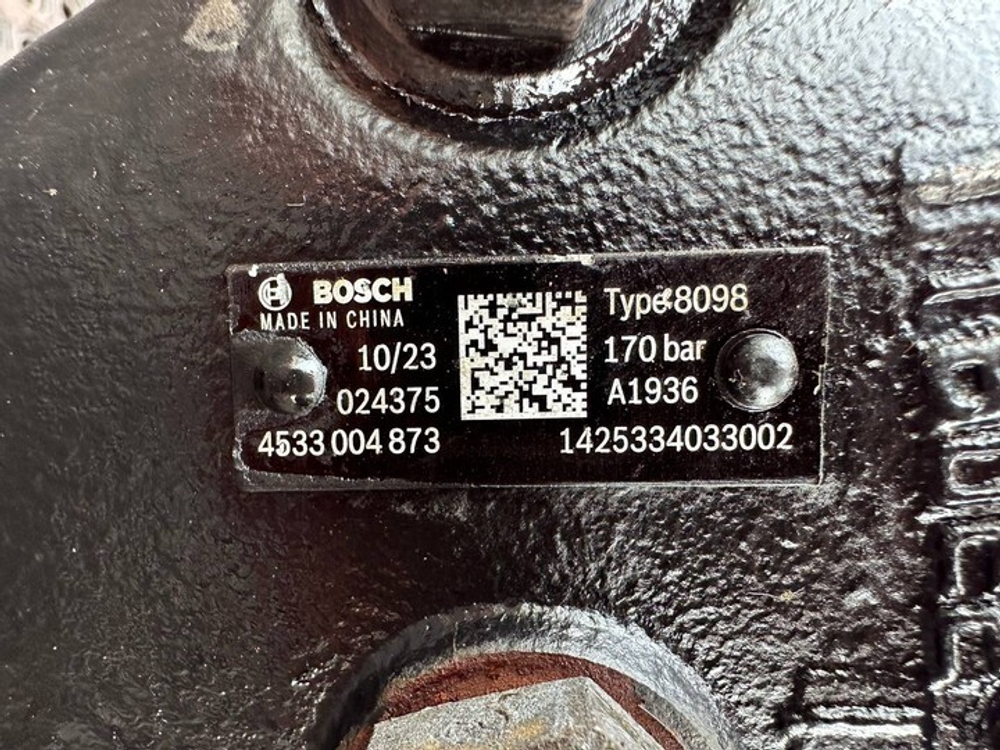 BOSCH
MADE IN CHINA
10/23
024375
4533 004 873
Type:8098
170 bar
A1936
1425334033002